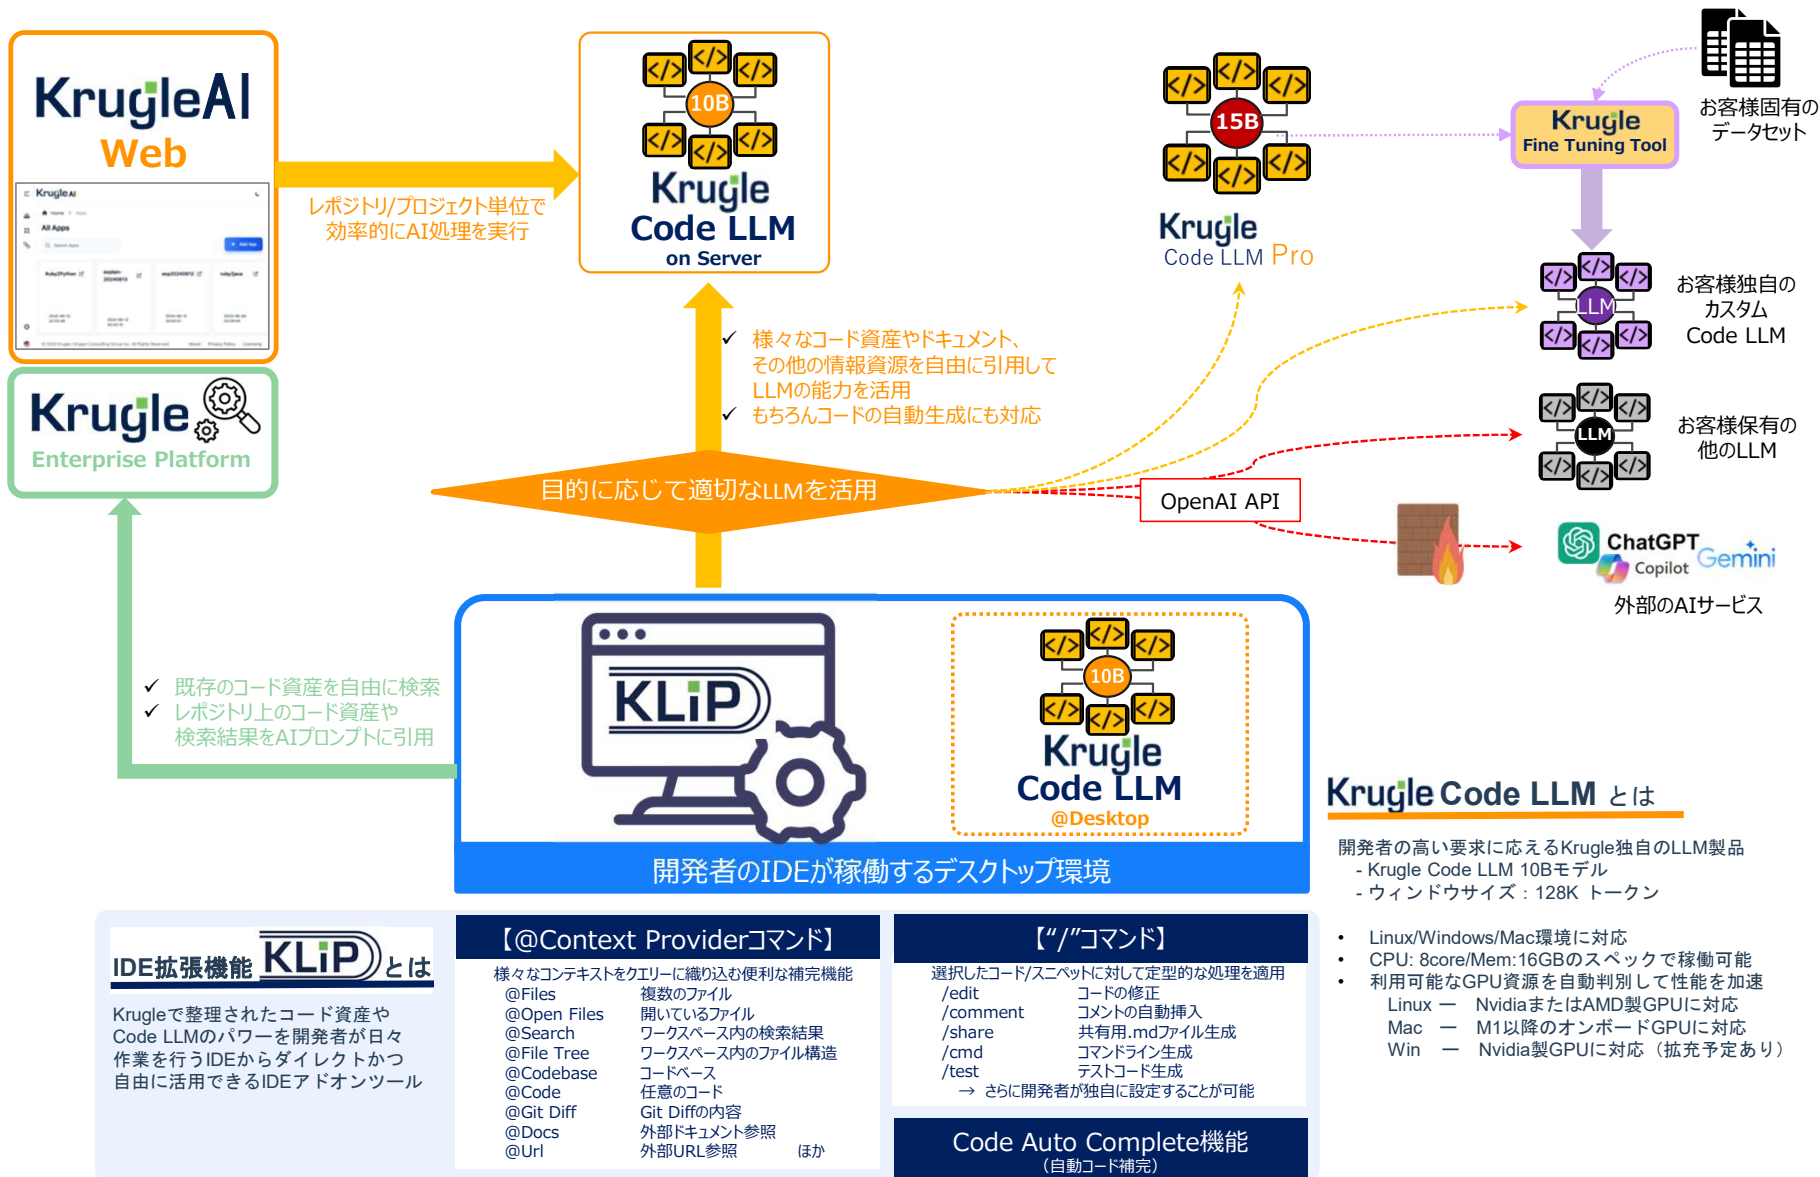 KrugleAI
Web
KrugleAI
Home
Apps
All Apps
Search Apps
+ Add App
Ruby2Python
explain-
20240612
exp20240612
ruby2java
© 2024 Krugle / Aragon Consulting Group Inc. All Rights Reserved
About
Privacy Policy
Licensing
Krugle
Enterprise Platform
レポジトリ/プロジェクト単位で
効率的にAI処理を実行
</>
</>
</>
10B
</>
</>
</>
Krugle
Code LLM
on Server
</>
</>
</>
15B
</>
</>
</>
Krugle
Code LLM Pro
お客様固有の
データセット
Krugle
Fine Tuning Tool
</>
</>
</>
LLM
</>
</>
</>
お客様独自の
カスタム
Code LLM
</>
</>
</>
LLM
</>
</>
</>
お客様保有の
他のLLM
✓ 様々なコード資産やドキュメント、
その他の情報資源を自由に引用して
LLMの能力を活用
✓ もちろんコードの自動生成にも対応
目的に応じて適切なLLMを活用
OpenAI API
ChatGPT
Copilot
Gemini
外部のAIサービス
✓ 既存のコード資産を自由に検索
✓ レポジトリ上のコード資産や
検索結果をAIプロンプトに引用
KLiP
</>
</>
</>
10B
</>
</>
</>
Krugle
Code LLM
@Desktop
開発者のIDEが稼働するデスクトップ環境
Krugle Code LLM とは
開発者の高い要求に応えるKrugle独自のLLM製品
- Krugle Code LLM 10Bモデル
- ウィンドウサイズ：128K トークン
• Linux/Windows/Mac環境に対応
• CPU: 8core/Mem:16GBのスペックで稼働可能
• 利用可能なGPU資源を自動判別して性能を加速
Linux ー NvidiaまたはAMD製GPUに対応
Mac ー M1以降のオンボードGPUに対応
Win ー Nvidia製GPUに対応（拡充予定あり）
IDE拡張機能 KLiP とは
Krugleで整理されたコード資産や
Code LLMのパワーを開発者が日々
作業を行うIDEからダイレクトかつ
自由に活用できるIDEアドオンツール
【@Context Providerコマンド】
様々なコンテキストをクエリーに織り込む便利な補完機能
@Files 複数のファイル
@Open Files 開いているファイル
@Search ワークスペース内の検索結果
@File Tree ワークスペース内のファイル構造
@Codebase コードベース
@Code 任意のコード
@Git Diff Git Diffの内容
@Docs 外部ドキュメント参照
@Url 外部URL参照 ほか
【“/”コマンド】
選択したコード/スニペットに対して定型的な処理を適用
/edit コードの修正
/comment コメントの自動挿入
/share 共有用.mdファイル生成
/cmd コマンドライン生成
/test テストコード生成
→ さらに開発者が独自に設定することが可能
Code Auto Complete機能
（自動コード補完）